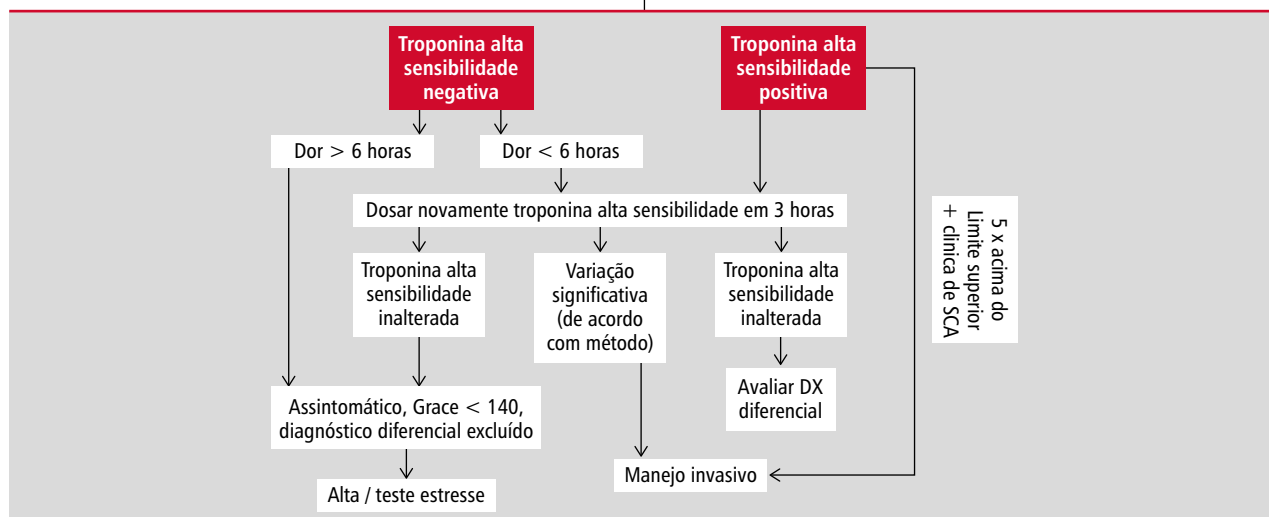 Troponina alta
sensibilidade
negativa
Troponina alta
sensibilidade
positiva
Dor > 6 horas
Dor < 6 horas
Dosar novamente troponina alta sensibilidade em 3 horas
5 x acima do
Limite superior
+ clinica de SCA
Troponina alta
sensibilidade
inalterada
Variação
significativa
(de acordo
com método)
Troponina alta
sensibilidade
inalterada
Assintomático, Grace < 140,
diagnóstico diferencial excluído
Avaliar DX
diferencial
Manejo invasivo
Alta / teste estresse